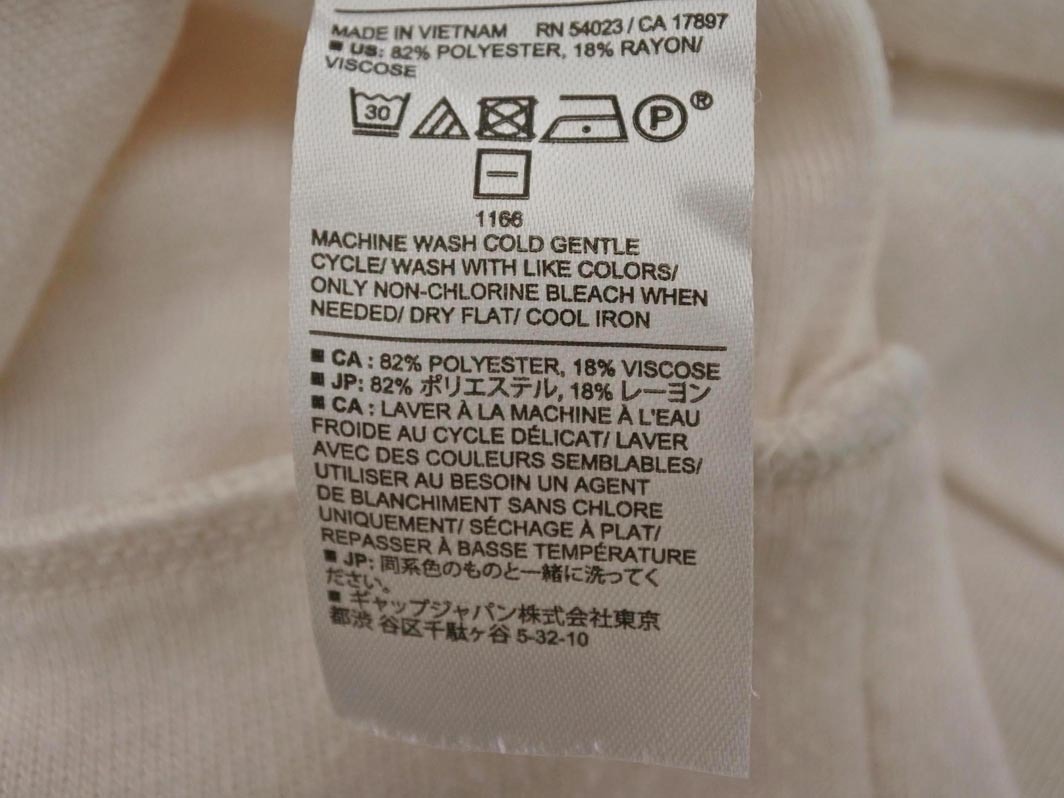 MADE IN VIETNAM RN 54023 / CA 17897
■ US: 82% POLYESTER, 18% RAYON/
VISCOSE
30 P ®
1166
MACHINE WASH COLD GENTLE
CYCLE/ WASH WITH LIKE COLORS/
ONLY NON-CHLORINE BLEACH WHEN
NEEDED/ DRY FLAT/ COOL IRON
■ CA : 82% POLYESTER, 18% VISCOSE
■ JP: 82% ポリエステル, 18% レーヨン
■ CA : LAVER À LA MACHINE À L'EAU
FROIDE AU CYCLE DÉLICAT/ LAVER
AVEC DES COULEURS SEMBLABLES/
UTILISER AU BESOIN UN AGENT
DE BLANCHIMENT SANS CHLORE
UNIQUEMENT/ SÉCHAGE À PLAT/
REPASSER À BASSE TEMPÉRATURE
■ JP: 同系色のものと一緒に洗ってく
ださい。
■ ギャップジャパン株式会社東京
都渋 谷区千駄ヶ谷 5-32-10